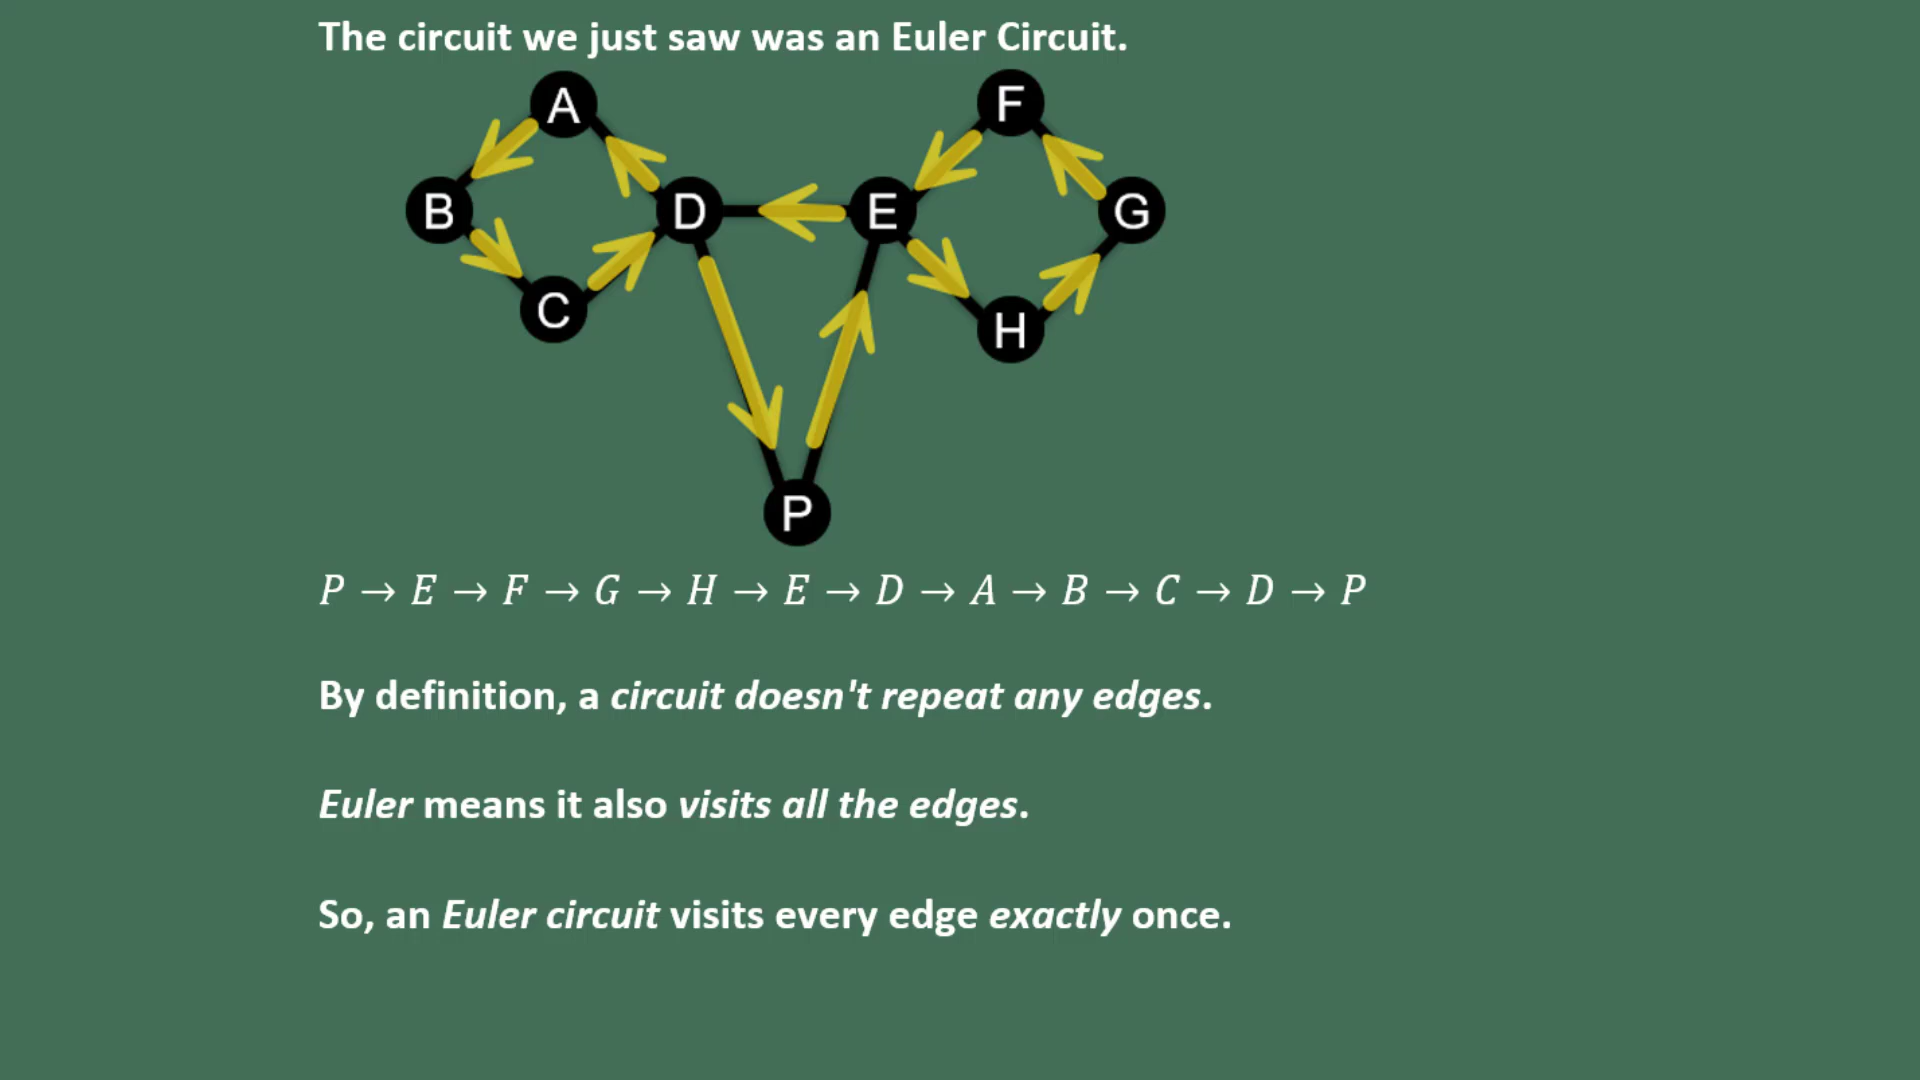 The circuit we just saw was an Euler Circuit.
A F
B D E G
C H
P
P → E → F → G → H → E → D → A → B → C → D → P
By definition, a circuit doesn't repeat any edges.
Euler means it also visits all the edges.
So, an Euler circuit visits every edge exactly once.